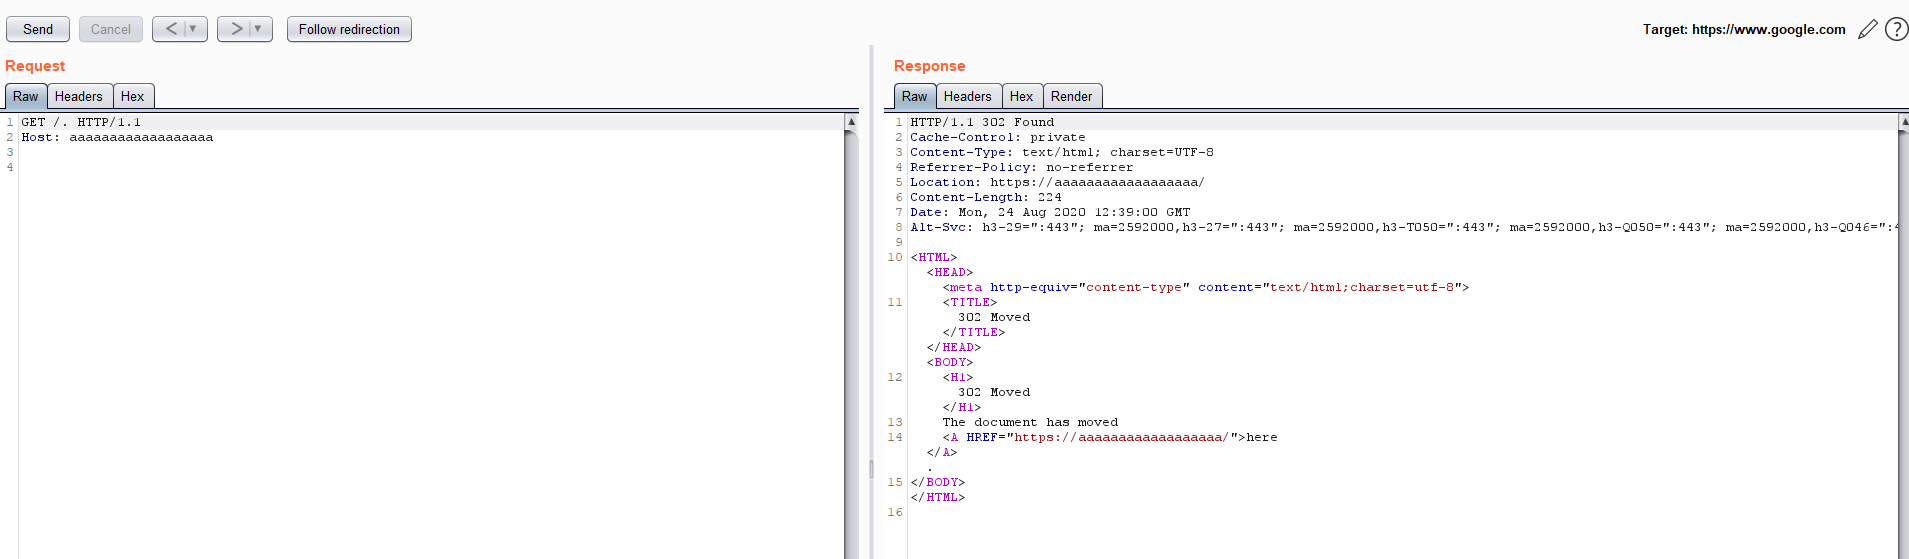 Send Cancel < > Follow redirection Target: https://www.google.com ?
Request
Raw Headers Hex
1 GET /. HTTP/1.1
2 Host: aaaaaaaaaaaaaaaaaa
3
4
Response
Raw Headers Hex Render
1 HTTP/1.1 302 Found
2 Cache-Control: private
3 Content-Type: text/html; charset=UTF-8
4 Referrer-Policy: no-referrer
5 Location: https://aaaaaaaaaaaaaaaaaa/
6 Content-Length: 224
7 Date: Mon, 24 Aug 2020 12:39:00 GMT
8 Alt-Svc: h3-29=":443"; ma=2592000,h3-27=":443"; ma=2592000,h3-T050=":443"; ma=2592000,h3-Q050=":443"; ma=2592000,h3-Q046=":4
9
10 <HTML>
<HEAD>
<meta http-equiv="content-type" content="text/html;charset=utf-8">
11 <TITLE>
302 Moved
</TITLE>
</HEAD>
<BODY>
12 <H1>
302 Moved
</H1>
13 The document has moved
14 <A HREF="https://aaaaaaaaaaaaaaaaaa/">here
</A>
.
15 </BODY>
</HTML>
16